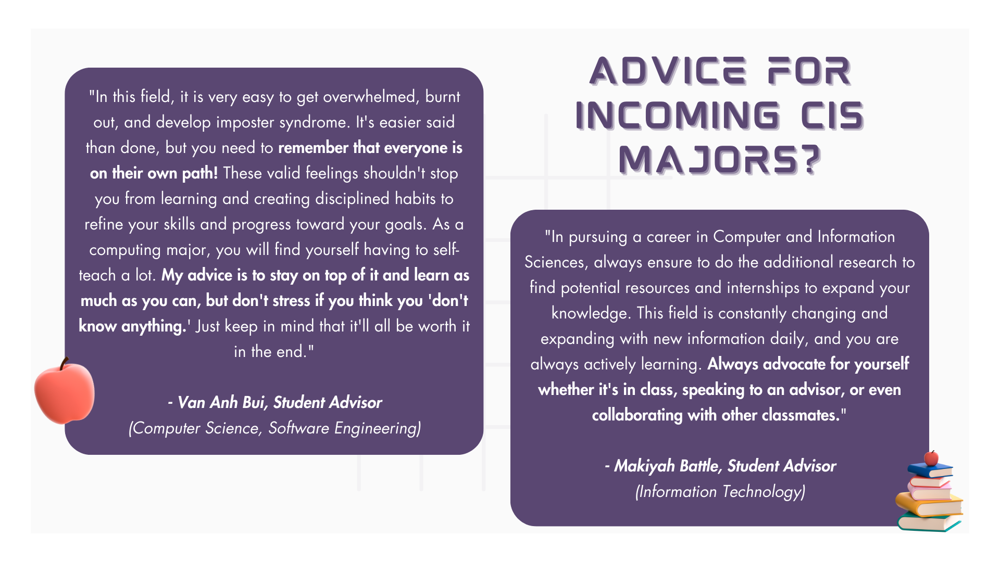 ADVICE FOR
INCOMING CIS
MAJORS?
"In this field, it is very easy to get overwhelmed, burnt
out, and develop imposter syndrome. It's easier said
than done, but you need to remember that everyone is
on their own path! These valid feelings shouldn't stop
you from learning and creating disciplined habits to
refine your skills and progress toward your goals. As a
computing major, you will find yourself having to self-
teach a lot. My advice is to stay on top of it and learn as
much as you can, but don't stress if you think you 'don't
know anything.' Just keep in mind that it'll all be worth it
in the end."
- Van Anh Bui, Student Advisor
(Computer Science, Software Engineering)
"In pursuing a career in Computer and Information
Sciences, always ensure to do the additional research to
find potential resources and internships to expand your
knowledge. This field is constantly changing and
expanding with new information daily, and you are
always actively learning. Always advocate for yourself
whether it's in class, speaking to an advisor, or even
collaborating with other classmates."
- Makiyah Battle, Student Advisor
(Information Technology)